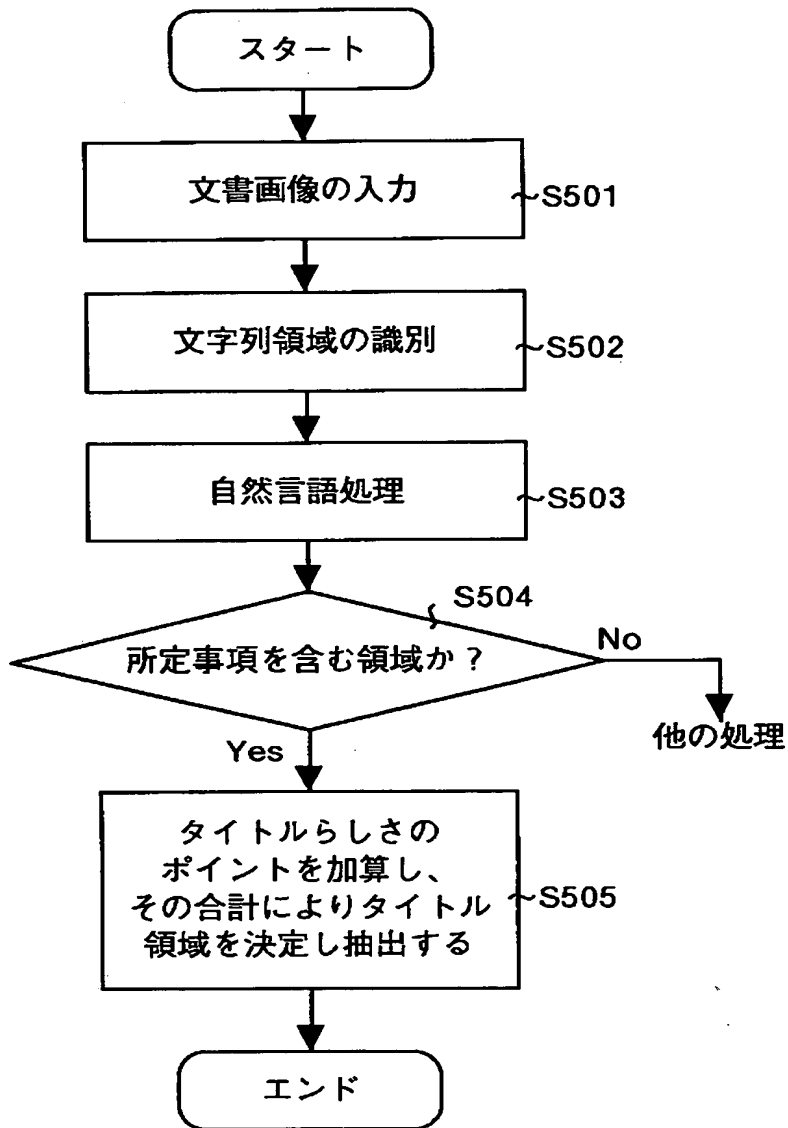 スタート
文書画像の入力
S501
文字列領域の識別
S502
自然言語処理
S503
S504
所定事項を含む領域か?
No
他の処理
Yes
タイトルらしさの
ポイントを加算し、
その合計によりタイトル
領域を決定し抽出する
S505
エンド